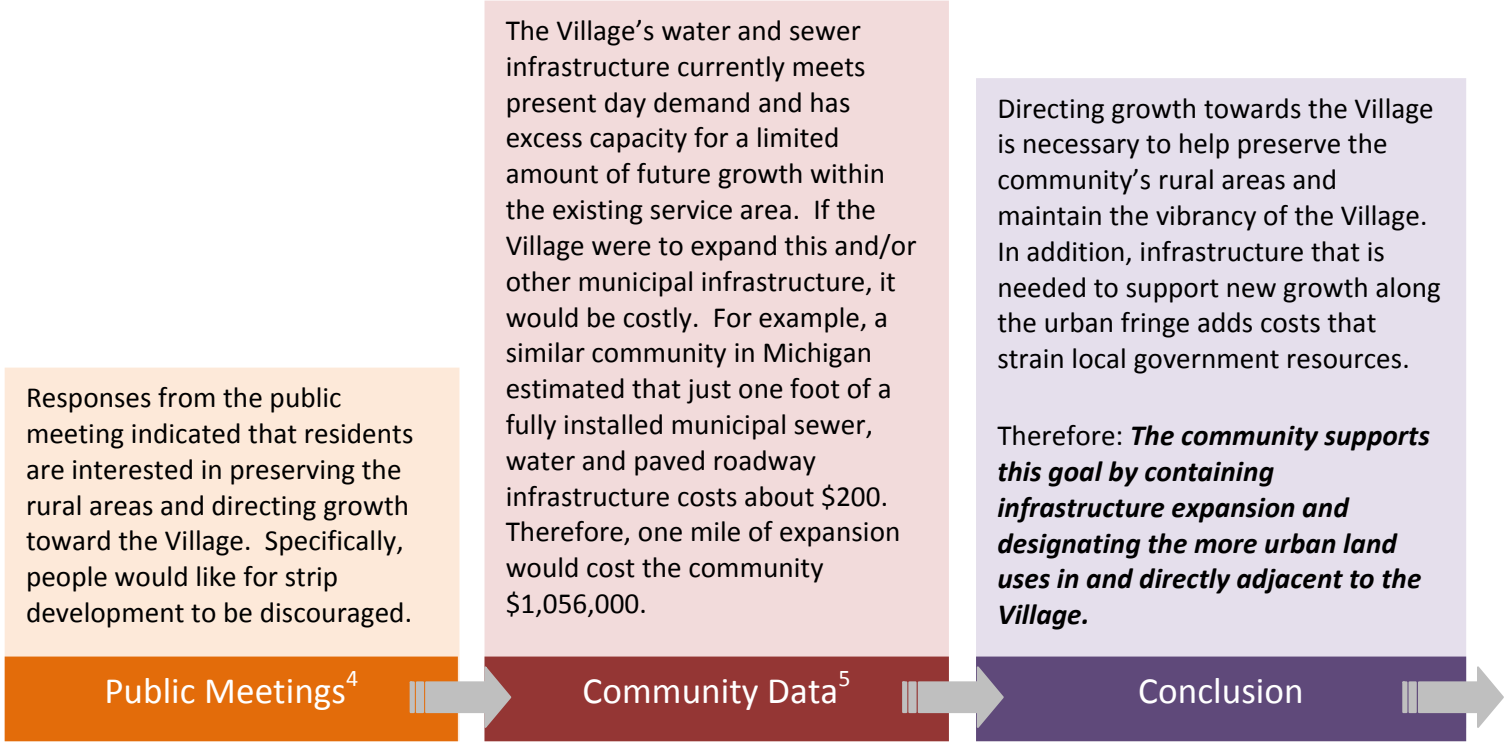 Responses from the public
meeting indicated that residents
are interested in preserving the
rural areas and directing growth
toward the Village.  Specifically,
people would like for strip
development to be discouraged.
Public Meetings4
The Village’s water and sewer
infrastructure currently meets
present day demand and has
excess capacity for a limited
amount of future growth within
the existing service area.  If the
Village were to expand this and/or
other municipal infrastructure, it
would be costly.  For example, a
similar community in Michigan
estimated that just one foot of a
fully installed municipal sewer,
water and paved roadway
infrastructure costs about $200.
Therefore, one mile of expansion
would cost the community
$1,056,000.
Community Data5
Directing growth towards the Village
is necessary to help preserve the
community’s rural areas and
maintain the vibrancy of the Village.
In addition, infrastructure that is
needed to support new growth along
the urban fringe adds costs that
strain local government resources.
Therefore: The community supports
this goal by containing
infrastructure expansion and
designating the more urban land
uses in and directly adjacent to the
Village.
Conclusion